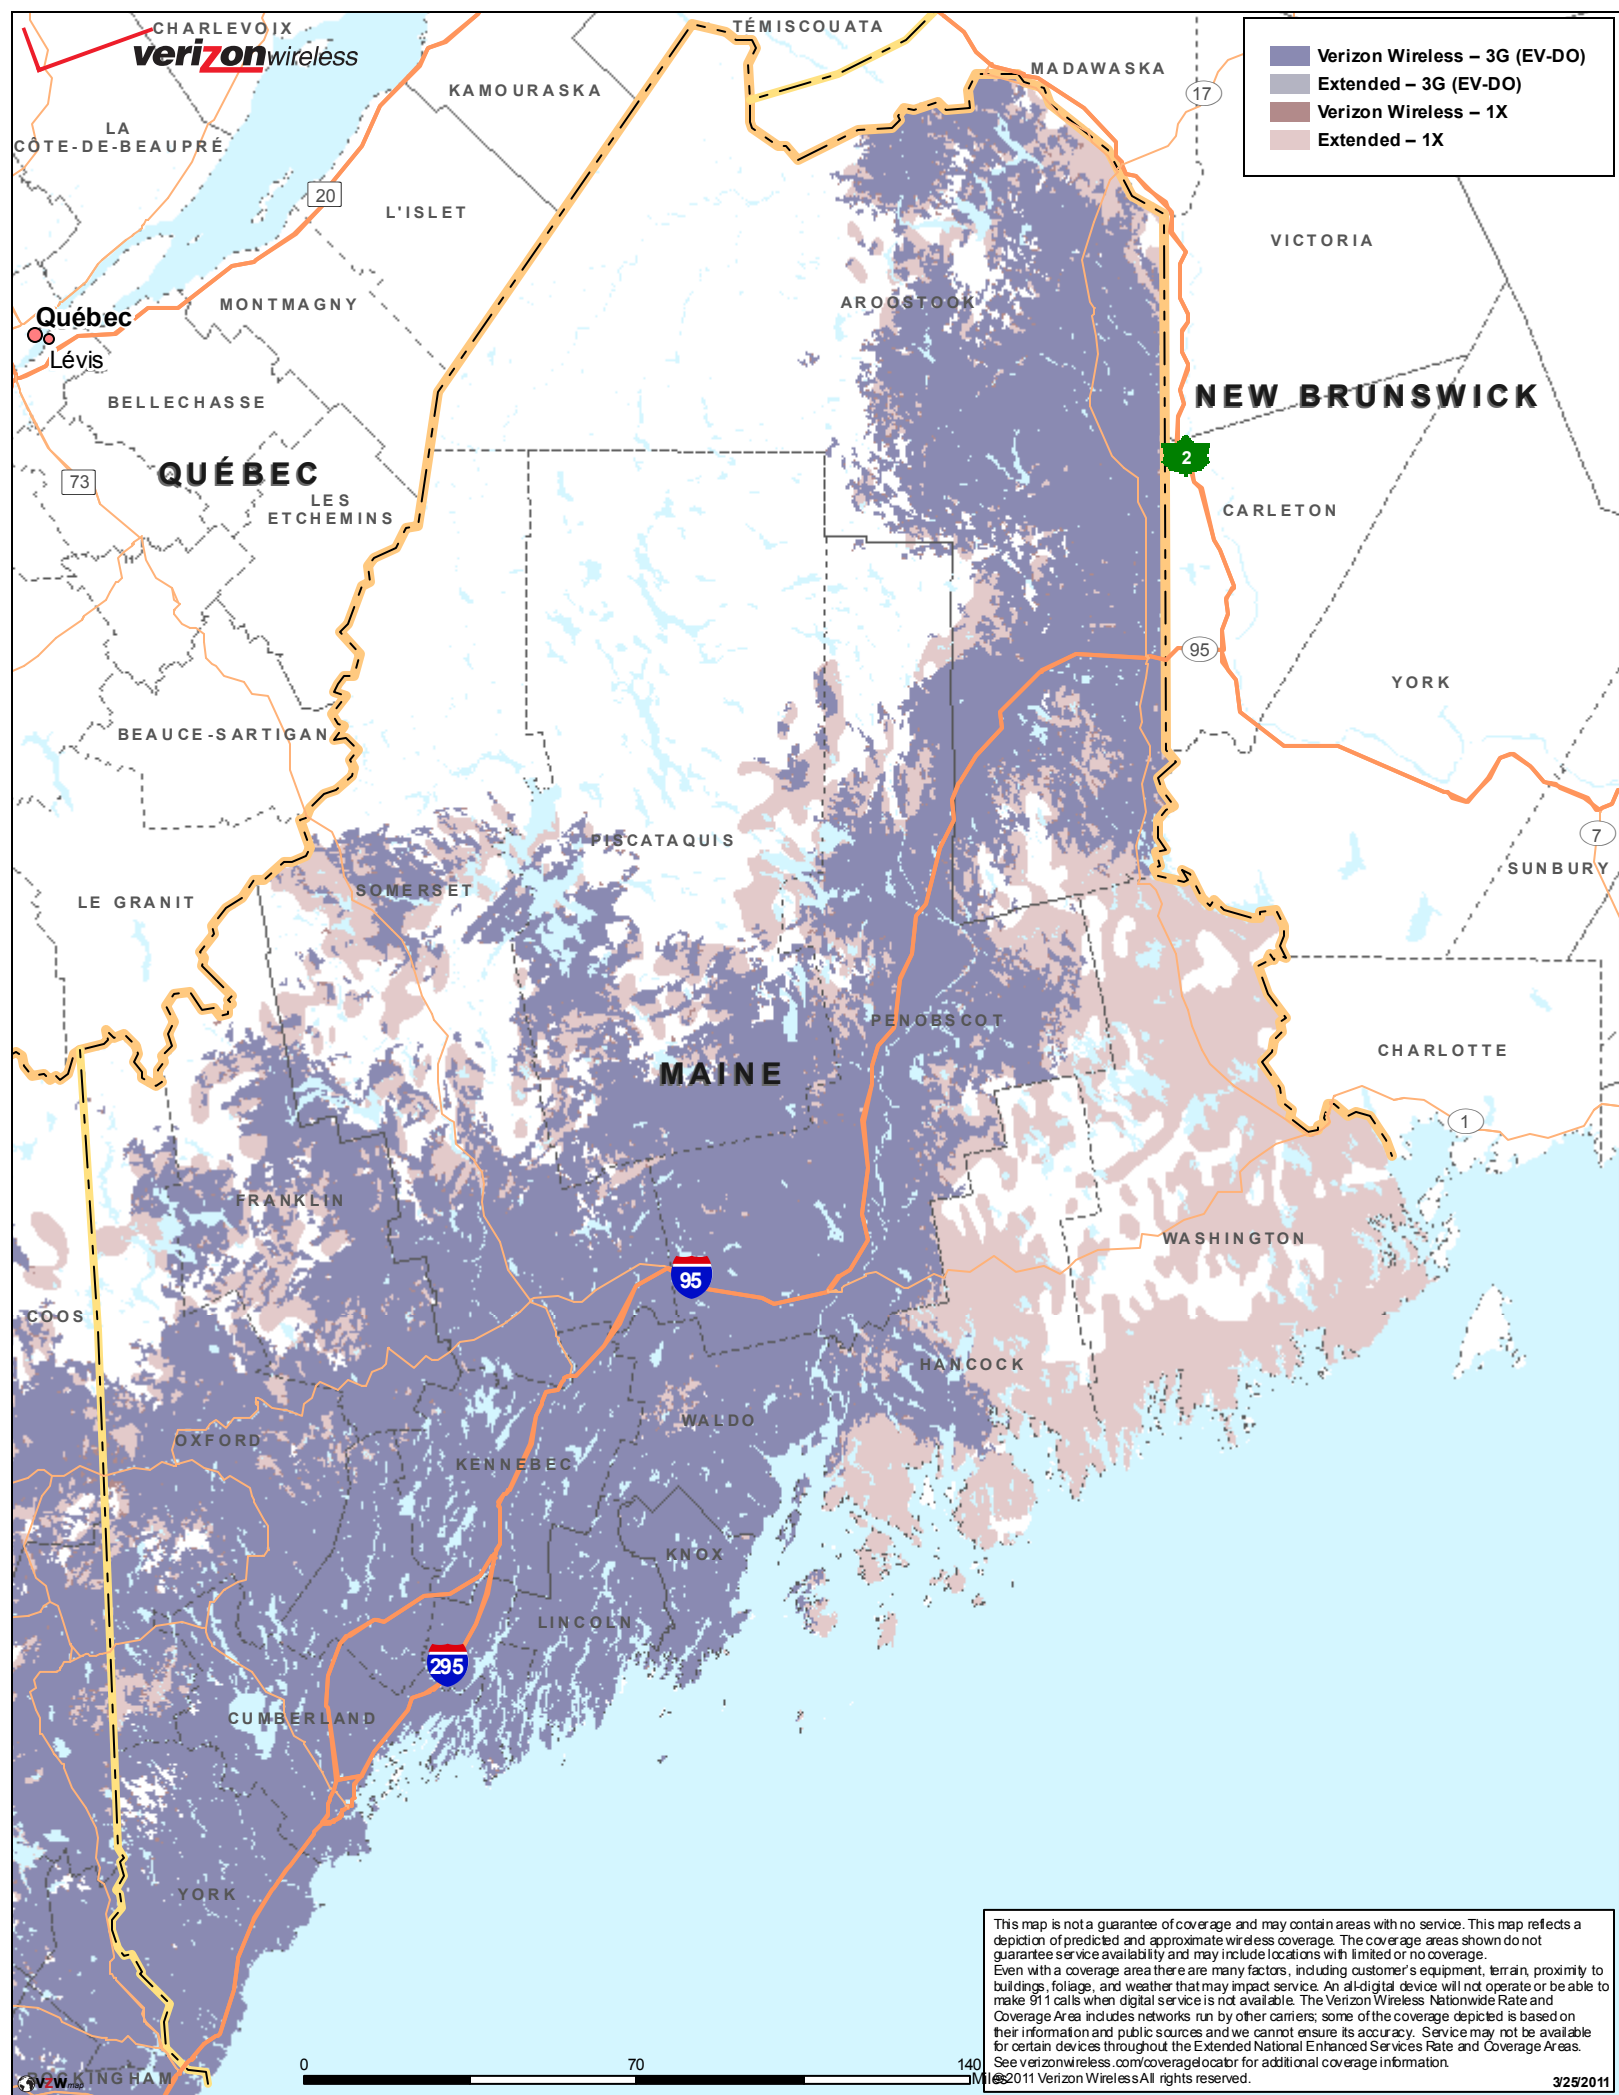 CHARLEVOIX
verizonwireless
TÉMISCOUATA
MADAWASKA
17
Verizon Wireless – 3G (EV-DO)
Extended – 3G (EV-DO)
Verizon Wireless – 1X
Extended – 1X
KAMOURASKA
LA
CÔTE-DE-BEAUPRÉ
20
L'ISLET
VICTORIA
MONTMAGNY
AROOSTOOK
Québec
Lévis
NEW BRUNSWICK
BELLECHASSE
2
QUÉBEC
73
LES
ETCHEMINS
CARLETON
95
YORK
BEAUCE-SARTIGAN
7
PISCATAQUIS
SUNBURY
SOMERSET
LE GRANIT
PENOBSCOT
CHARLOTTE
MAINE
1
FRANKLIN
WASHINGTON
95
COOS
HANCOCK
WALDO
OXFORD
KENNEBEC
KNOX
LINCOLN
295
CUMBERLAND
YORK
This map is not a guarantee of coverage and may contain areas with no service. This map reflects a
depiction of predicted and approximate wireless coverage. The coverage areas shown do not
guarantee service availability and may include locations with limited or no coverage.
Even with a coverage area there are many factors, including customer's equipment, terrain, proximity to
buildings, foliage, and weather that may impact service. An all-digital device will not operate or be able to
make 911 calls when digital service is not available. The Verizon Wireless Nationwide Rate and
Coverage Area includes networks run by other carriers; some of the coverage depicted is based on
their information and public sources and we cannot ensure its accuracy. Service may not be available
for certain devices throughout the Extended National Enhanced Services Rate and Coverage Areas.
See verizonwireless.com/coveragelocator for additional coverage information.
©2011 Verizon Wireless All rights reserved.
3/25/2011
0 70 140 Miles
VZWmap